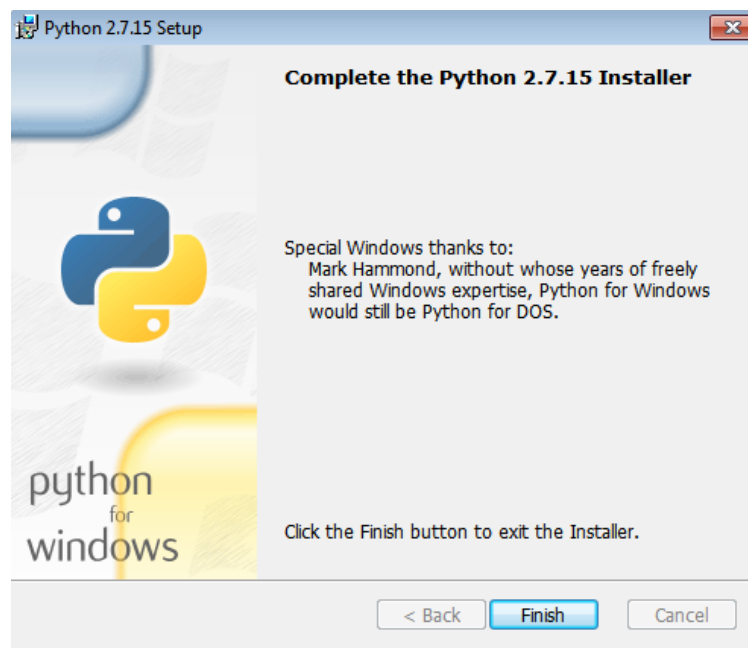 Python 2.7.15 Setup
Complete the Python 2.7.15 Installer
Special Windows thanks to:
Mark Hammond, without whose years of freely
shared Windows expertise, Python for Windows
would still be Python for DOS.
python
for
windows
Click the Finish button to exit the Installer.
< Back
Finish
Cancel